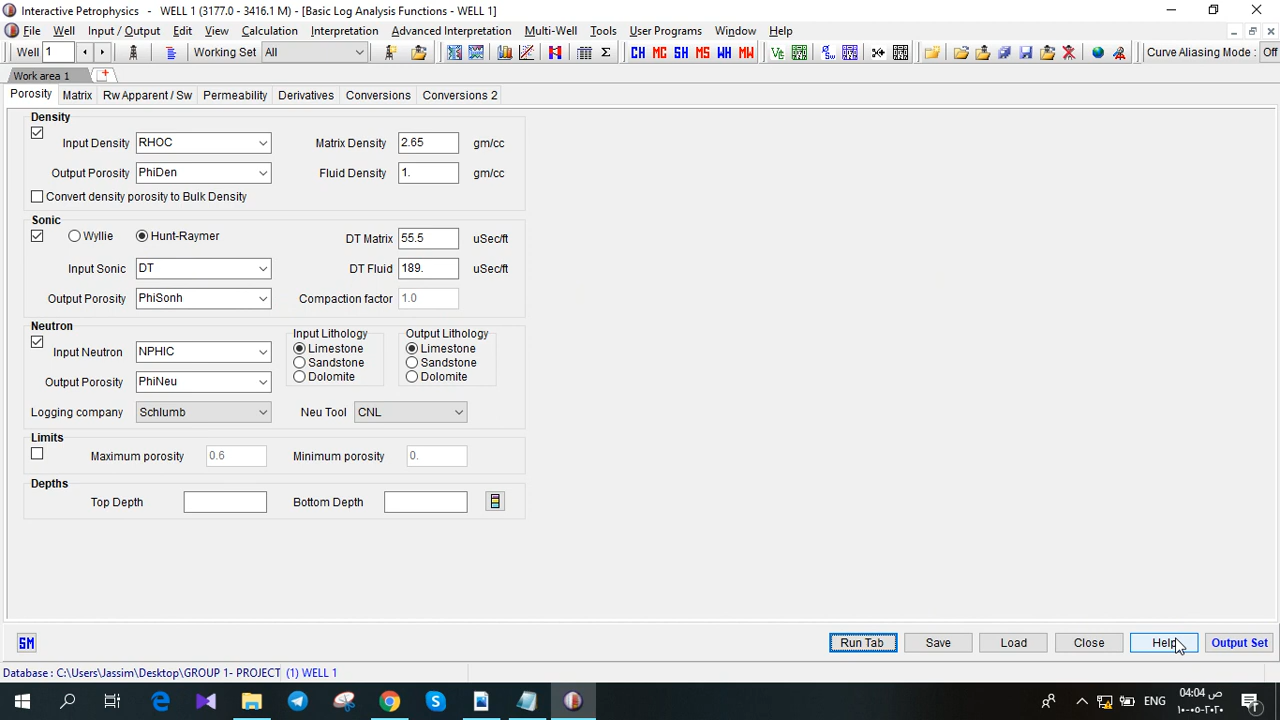 Interactive Petrophysics - WELL 1 (3177.0 - 3416.1 M) - [Basic Log Analysis Functions - WELL 1]
File Well Input / Output Edit View Calculation Interpretation Advanced Interpretation Multi-Well Tools User Programs Window Help
Well 1 Working Set All CH MC SH MS WH MW Curve Aliasing Mode : Off
Work area 1
Porosity Matrix Rw Apparent / Sw Permeability Derivatives Conversions Conversions 2
Density
Input Density RHOC Matrix Density 2.65 gm/cc
Output Porosity PhiDen Fluid Density 1. gm/cc
Convert density porosity to Bulk Density
Sonic
Wyllie Hunt-Raymer DT Matrix 55.5 uSec/ft
Input Sonic DT DT Fluid 189. uSec/ft
Output Porosity PhiSonh Compaction factor 1.0
Neutron
Input Lithology Output Lithology
Input Neutron NPHIC Limestone Limestone
Sandstone Sandstone
Output Porosity PhiNeu Dolomite Dolomite
Logging company Schlumb Neu Tool CNL
Limits
Maximum porosity 0.6 Minimum porosity 0.
Depths
Top Depth Bottom Depth
SM Run Tab Save Load Close Help Output Set
Database : C:\Users\Jassim\Desktop\GROUP 1- PROJECT (1) WELL 1
ENG 04:04 ص
١٠-٠٥-٢٠٢٠